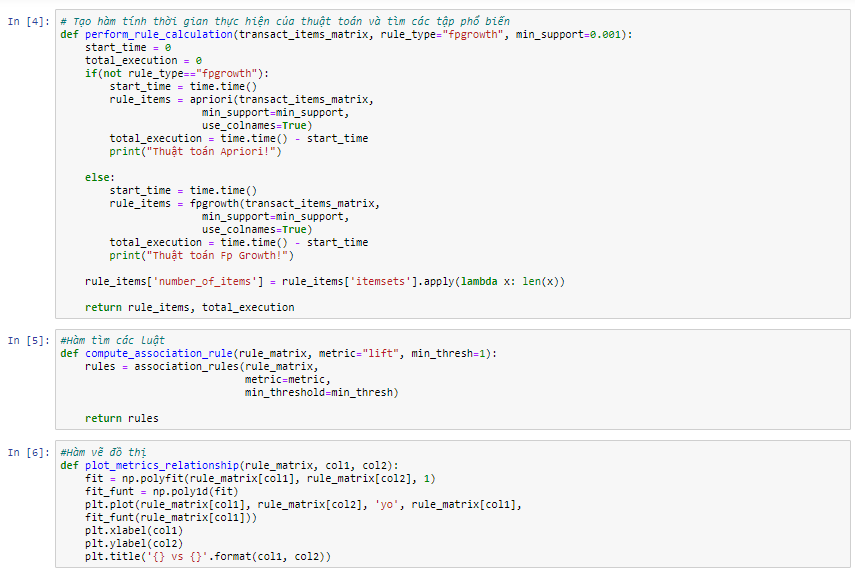 In [4]: # Tạo hàm tính thời gian thực hiện của thuật toán và tìm các tập phổ biến
def perform_rule_calculation(transact_items_matrix, rule_type="fpgrowth", min_support=0.001):
    start_time = 0
    total_execution = 0
    if(not rule_type=="fpgrowth"):
        start_time = time.time()
        rule_items = apriori(transact_items_matrix,
                       min_support=min_support,
                       use_colnames=True)
        total_execution = time.time() - start_time
        print("Thuật toán Apriori!")
    else:
        start_time = time.time()
        rule_items = fpgrowth(transact_items_matrix,
                       min_support=min_support,
                       use_colnames=True)
        total_execution = time.time() - start_time
        print("Thuật toán Fp Growth!")
    rule_items['number_of_items'] = rule_items['itemsets'].apply(lambda x: len(x))
    return rule_items, total_execution
In [5]: #Hàm tìm các luật
def compute_association_rule(rule_matrix, metric="lift", min_thresh=1):
    rules = association_rules(rule_matrix,
                              metric=metric,
                              min_threshold=min_thresh)
    return rules
In [6]: #Hàm vẽ đồ thị
def plot_metrics_relationship(rule_matrix, col1, col2):
    fit = np.polyfit(rule_matrix[col1], rule_matrix[col2], 1)
    fit_funt = np.poly1d(fit)
    plt.plot(rule_matrix[col1], rule_matrix[col2], 'yo', rule_matrix[col1],
    fit_funt(rule_matrix[col1]))
    plt.xlabel(col1)
    plt.ylabel(col2)
    plt.title('{} vs {}'.format(col1, col2))